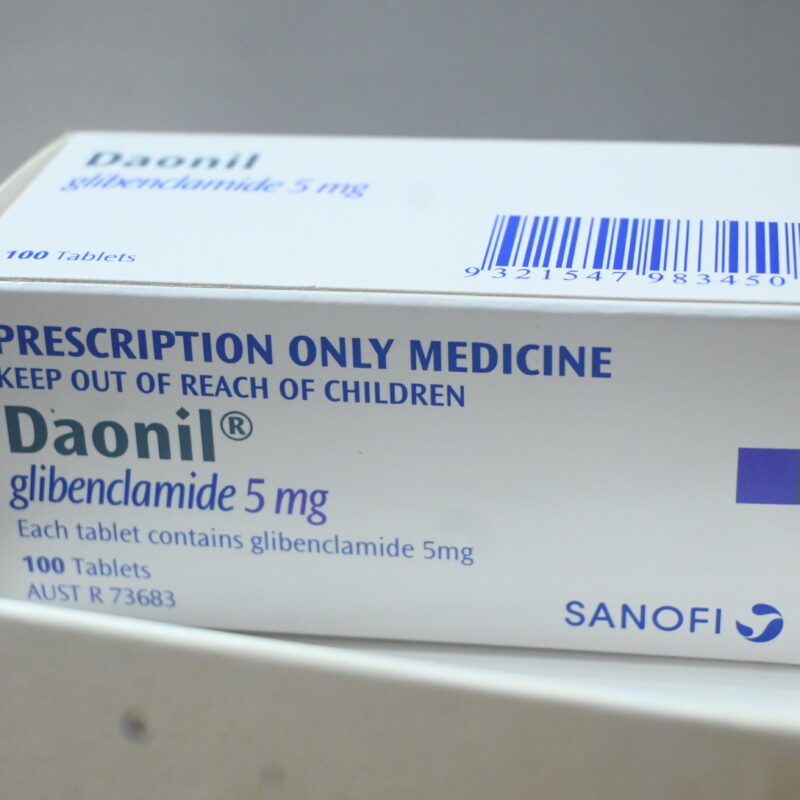 Daonil
glibenclamide 5 mg
100 Tablets
9 321547 983450
PRESCRIPTION ONLY MEDICINE
KEEP OUT OF REACH OF CHILDREN
Daonil®
glibenclamide 5 mg
Each tablet contains glibenclamide 5mg
100 Tablets
AUST R 73683
SANOFI